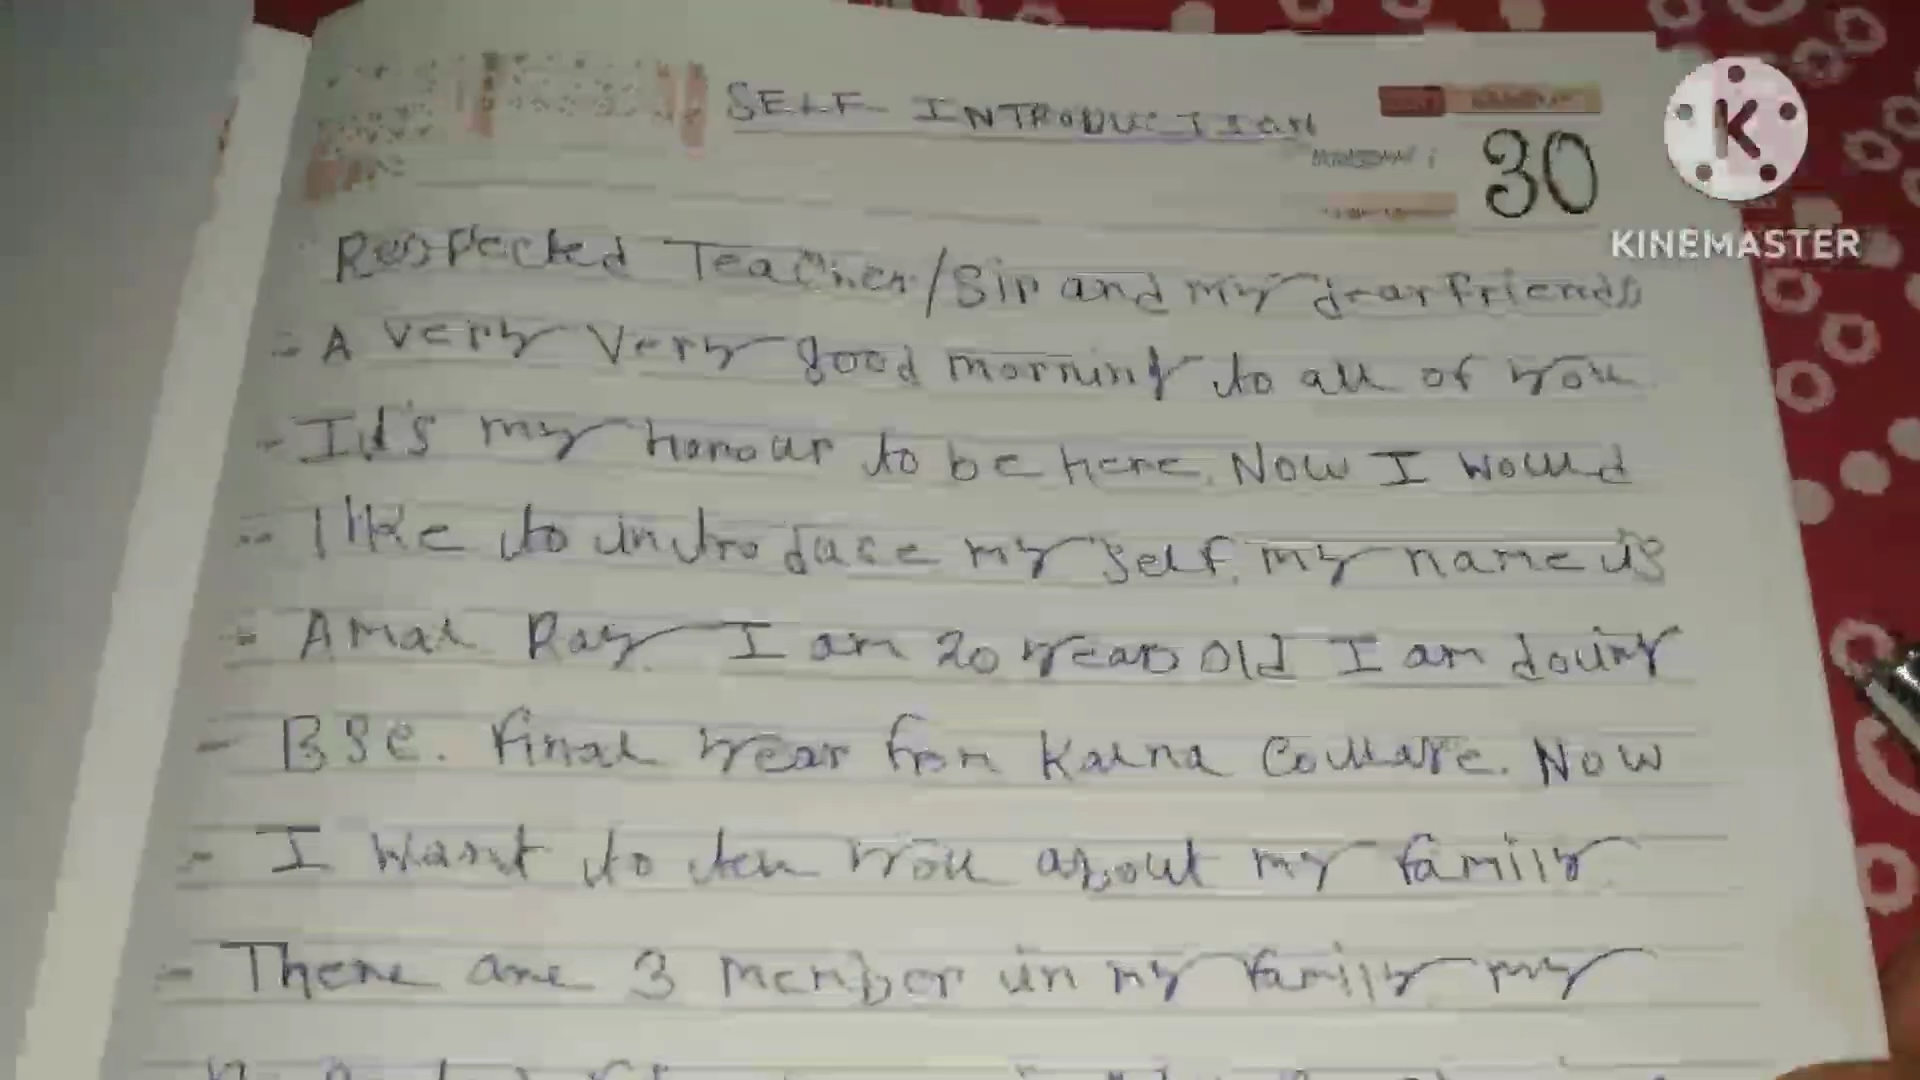 SELF INTRODUCTION
30
KINEMASTER
Respected Teacher/Sir and my dear friends
- A very very good morning to all of you
- It's my honour to be here. Now I would
- like to introduce my self. my name is
- Amal Ray. I am 20 years old I am doing
- BSc. final year from Kalna Collage. Now
- I want to tell you about my family.
- There are 3 member in my family my